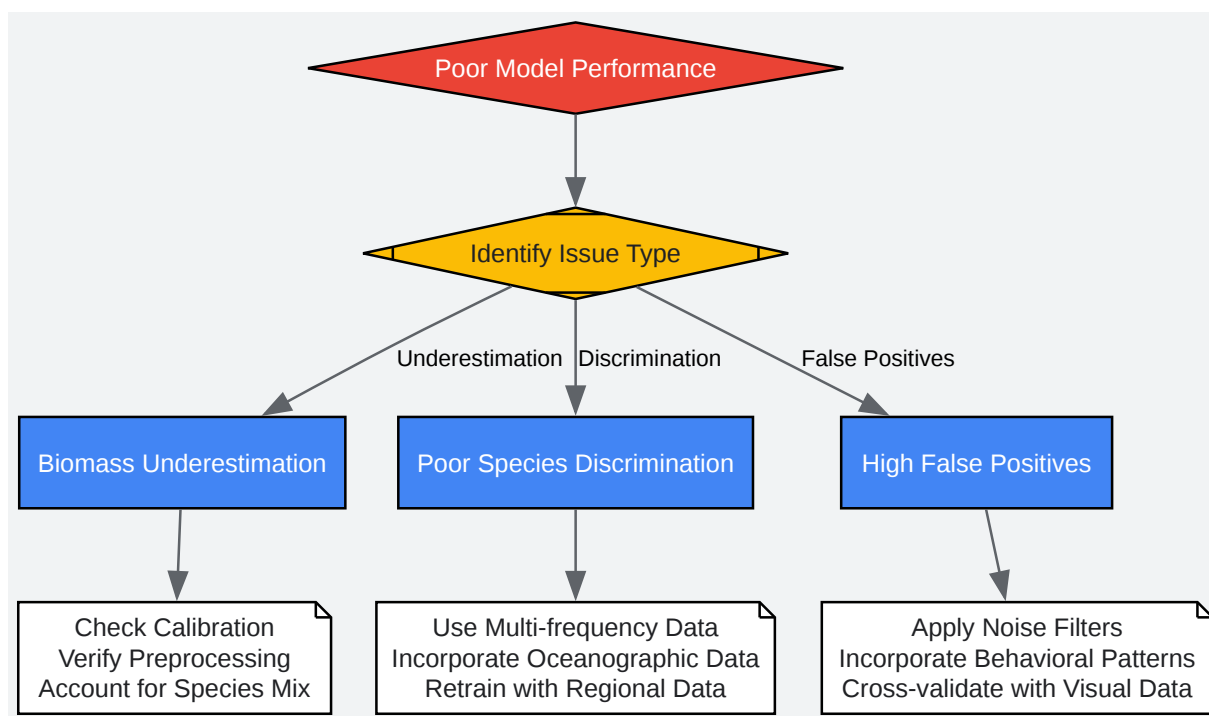 Poor Model Performance
Identify Issue Type
Underestimation
Discrimination
False Positives
Biomass Underestimation
Poor Species Discrimination
High False Positives
Check Calibration
Verify Preprocessing
Account for Species Mix
Use Multi-frequency Data
Incorporate Oceanographic Data
Retrain with Regional Data
Apply Noise Filters
Incorporate Behavioral Patterns
Cross-validate with Visual Data